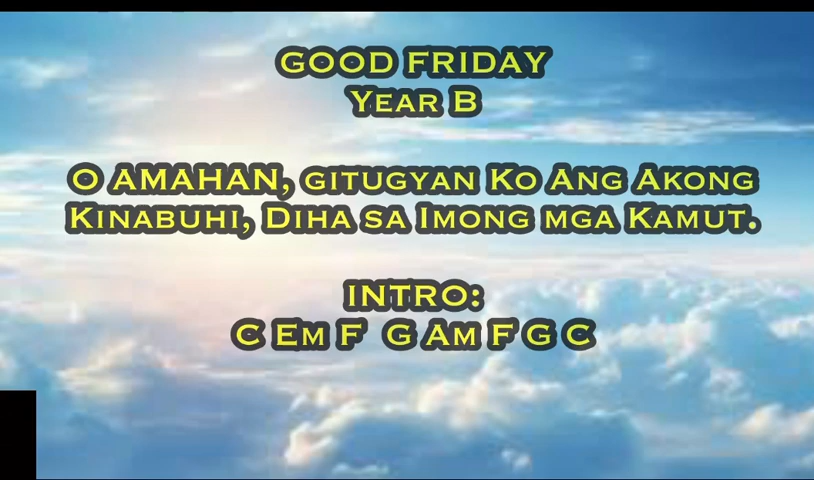 GOOD FRIDAY
YEAR B
O AMAHAN, GITUGYAN KO ANG AKONG
KINABUHI, DIHA SA IMONG MGA KAMUT.
INTRO:
C EM F G AM F G C